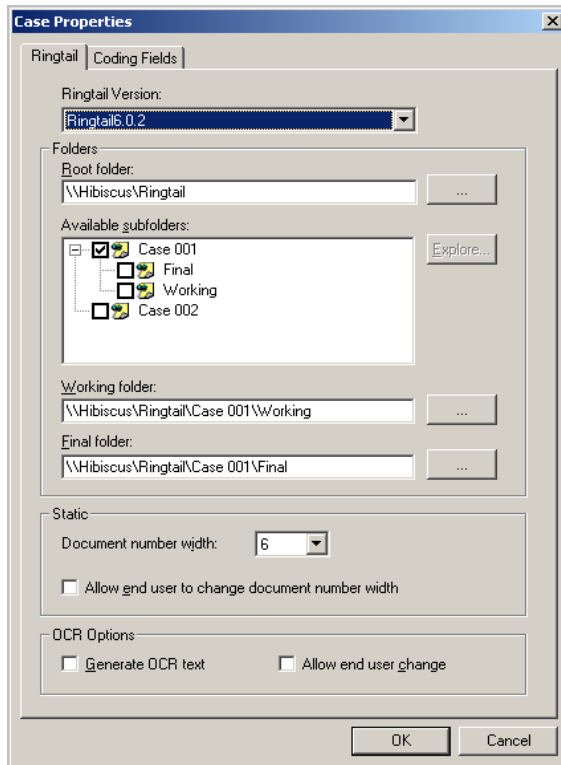 Case Properties
Ringtail Coding Fields
Ringtail Version:
Ringtail6.0.2
Folders
Root folder:
\\Hibiscus\Ringtail
...
Available subfolders:
Case 001
Final
Working
Case 002
Explore...
Working folder:
\\Hibiscus\Ringtail\Case 001\Working
...
Final folder:
\\Hibiscus\Ringtail\Case 001\Final
...
Static
Document number width: 6
Allow end user to change document number width
OCR Options
Generate OCR text Allow end user change
OK Cancel